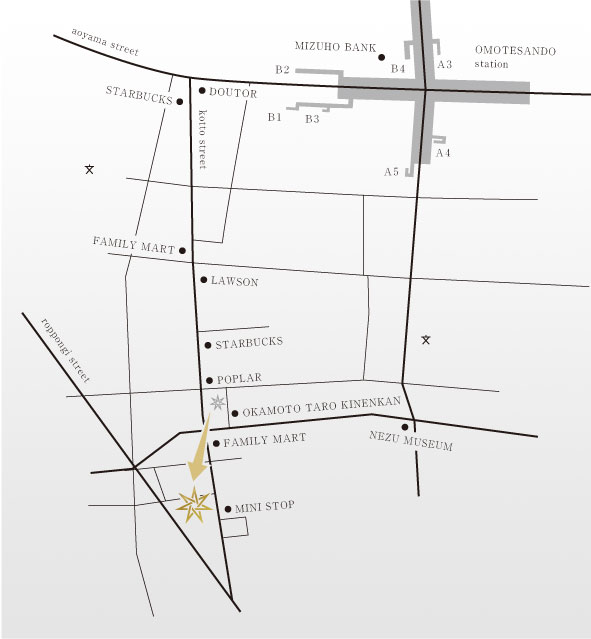 aoyama street
MIZUHO BANK
OMOTESANDO
station
B4
A3
B2
STARBUCKS
DOUTOR
B1
B3
kotto street
A4
A5
FAMILY MART
LAWSON
roppongi street
STARBUCKS
POPLAR
OKAMOTO TARO KINENKAN
FAMILY MART
NEZU MUSEUM
MINI STOP